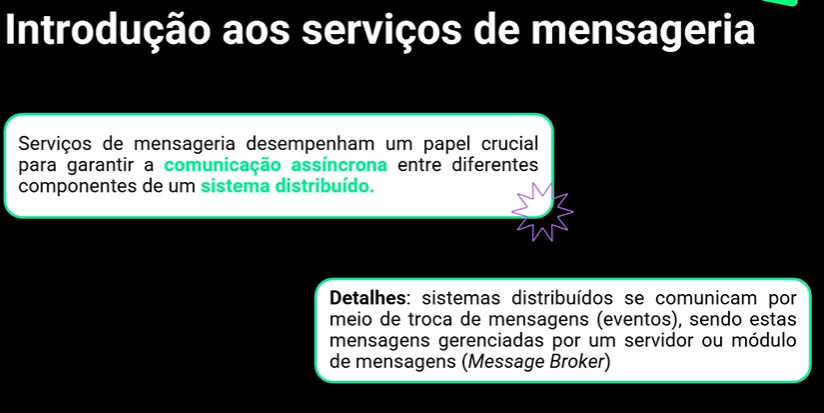 Introdução aos serviços de mensageria
Serviços de mensageria desempenham um papel crucial
para garantir a comunicação assíncrona entre diferentes
componentes de um sistema distribuído.
Detalhes: sistemas distribuídos se comunicam por
meio de troca de mensagens (eventos), sendo estas
mensagens gerenciadas por um servidor ou módulo
de mensagens (Message Broker)